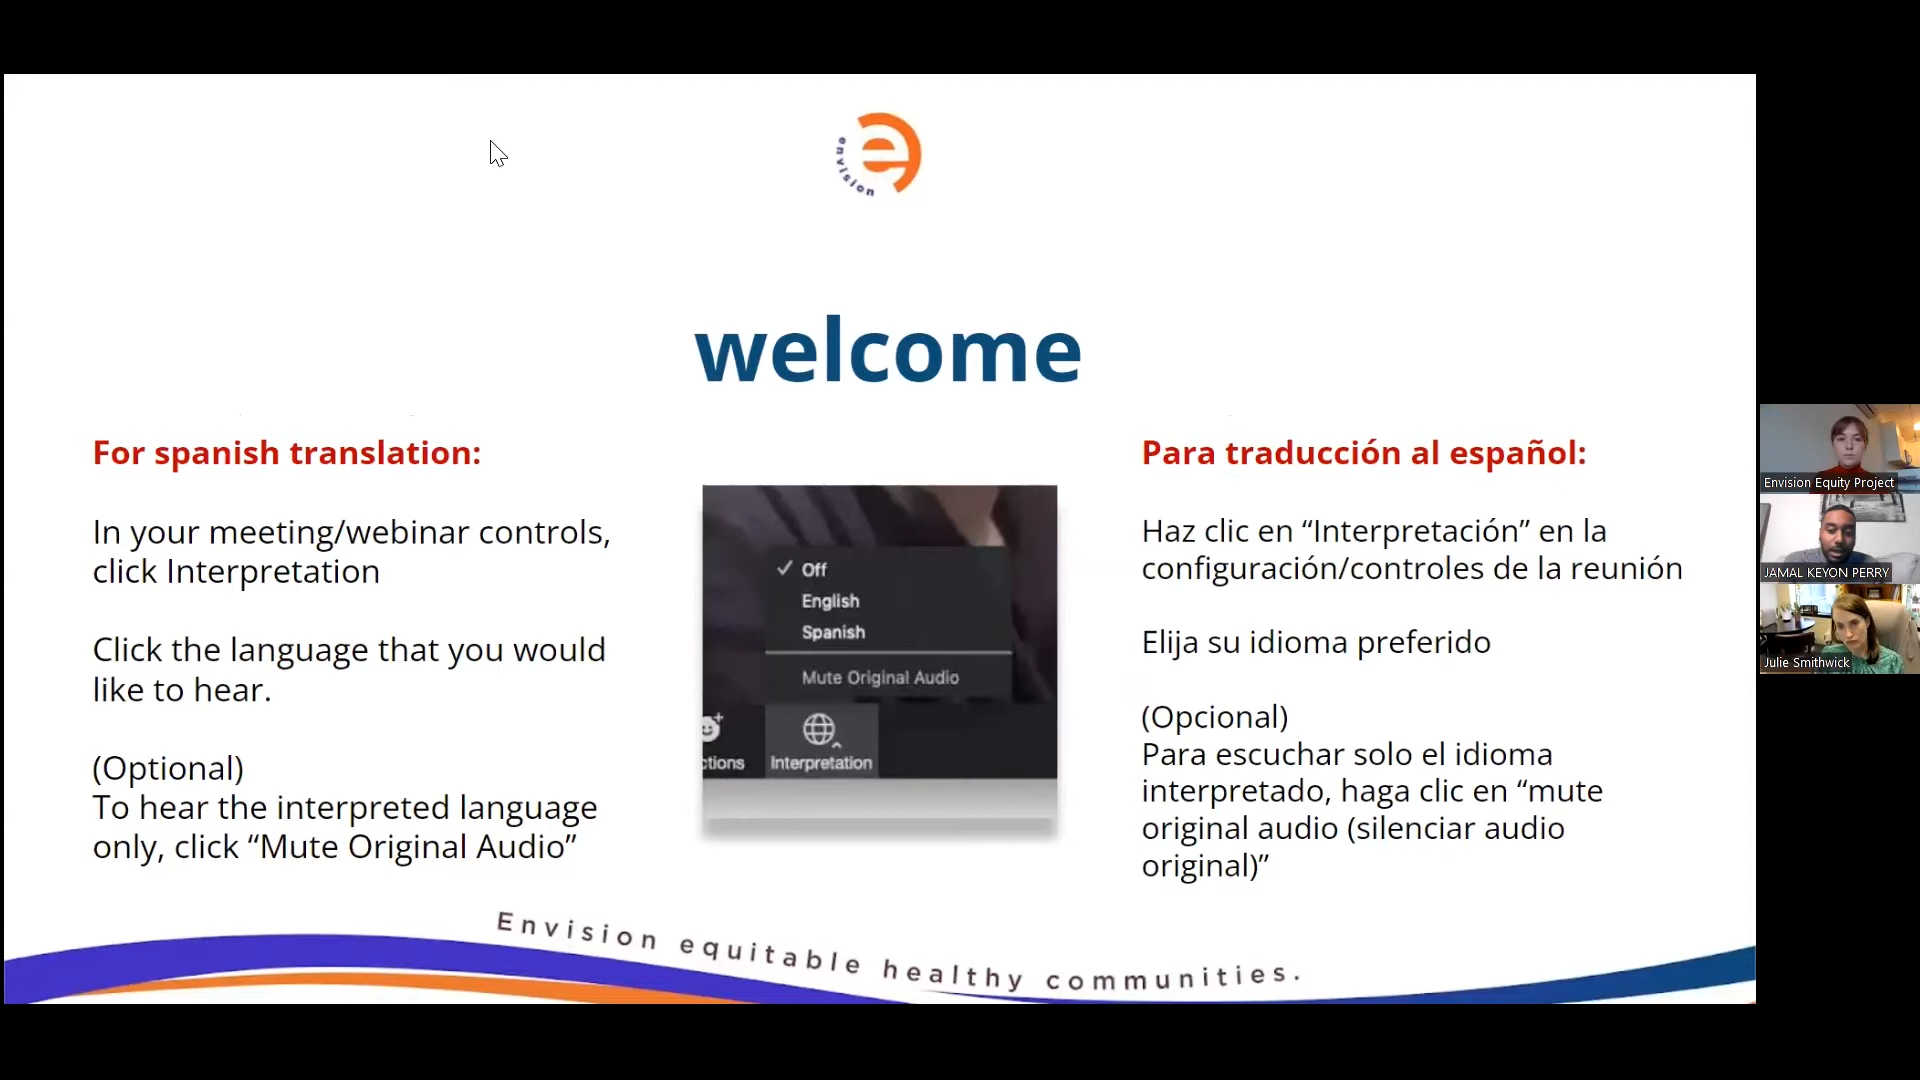 envision
welcome
For spanish translation:
In your meeting/webinar controls,
click Interpretation
Click the language that you would
like to hear.
(Optional)
To hear the interpreted language
only, click “Mute Original Audio”
Off
English
Spanish
Mute Original Audio
ctions
Interpretation
Para traducción al español:
Haz clic en “Interpretación” en la
configuración/controles de la reunión
Elija su idioma preferido
(Opcional)
Para escuchar solo el idioma
interpretado, haga clic en “mute
original audio (silenciar audio
original)”
Envision equitable healthy communities.
Envision Equity Project
JAMAL KEYON PERRY
Julie Smithwick